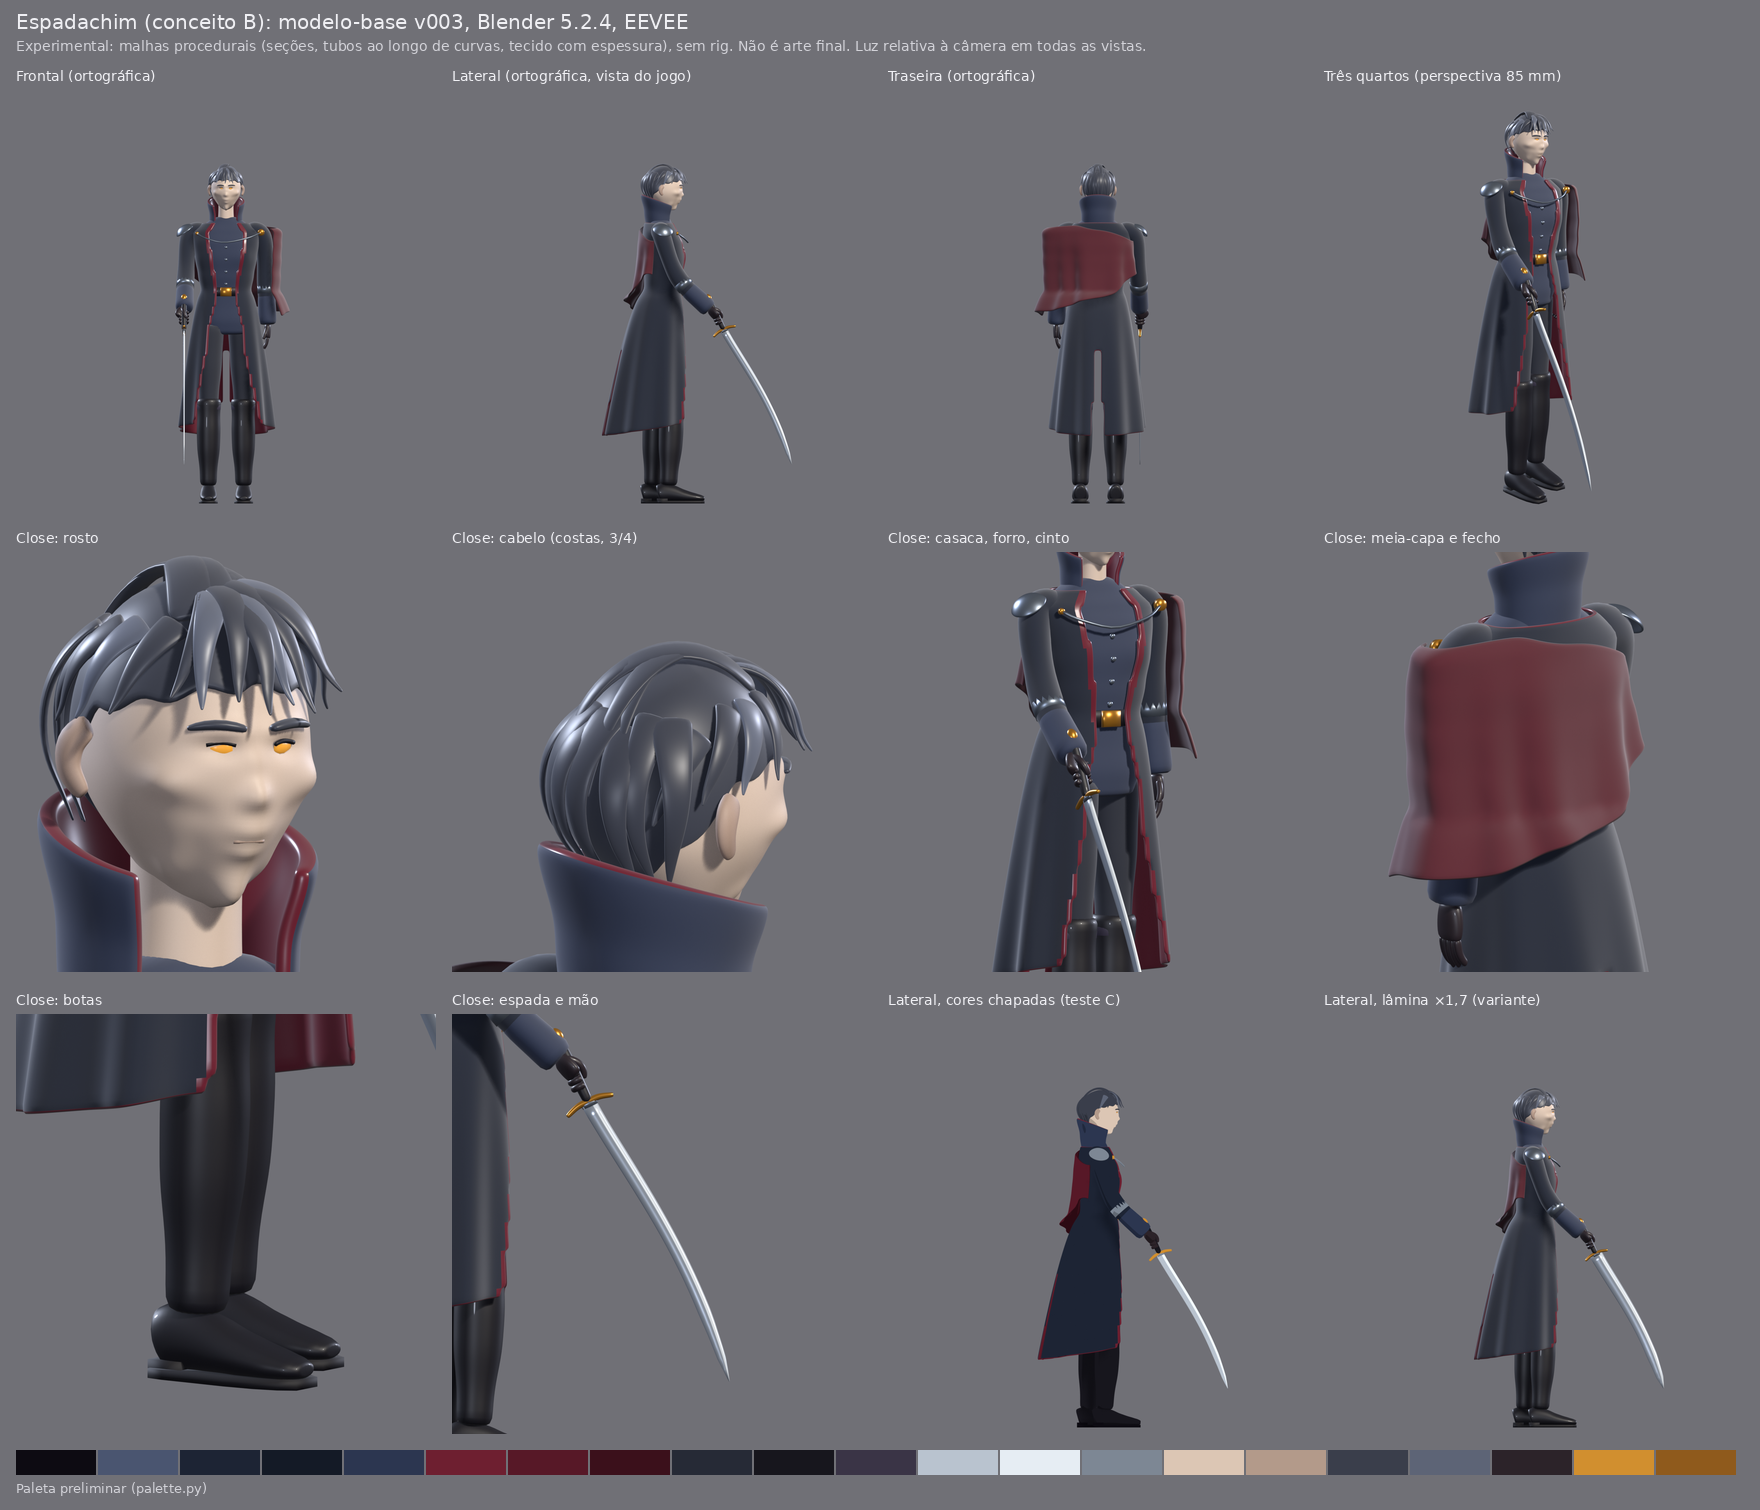 Espadachim (conceito B): modelo-base v003, Blender 5.2.4, EEVEE
Experimental: malhas procedurais (seções, tubos ao longo de curvas, tecido com espessura), sem rig. Não é arte final. Luz relativa à câmera em todas as vistas.
Frontal (ortográfica)
Lateral (ortográfica, vista do jogo)
Traseira (ortográfica)
Três quartos (perspectiva 85 mm)
Close: rosto
Close: cabelo (costas, 3/4)
Close: casaca, forro, cinto
Close: meia-capa e fecho
Close: botas
Close: espada e mão
Lateral, cores chapadas (teste C)
Lateral, lâmina ×1,7 (variante)
Paleta preliminar (palette.py)